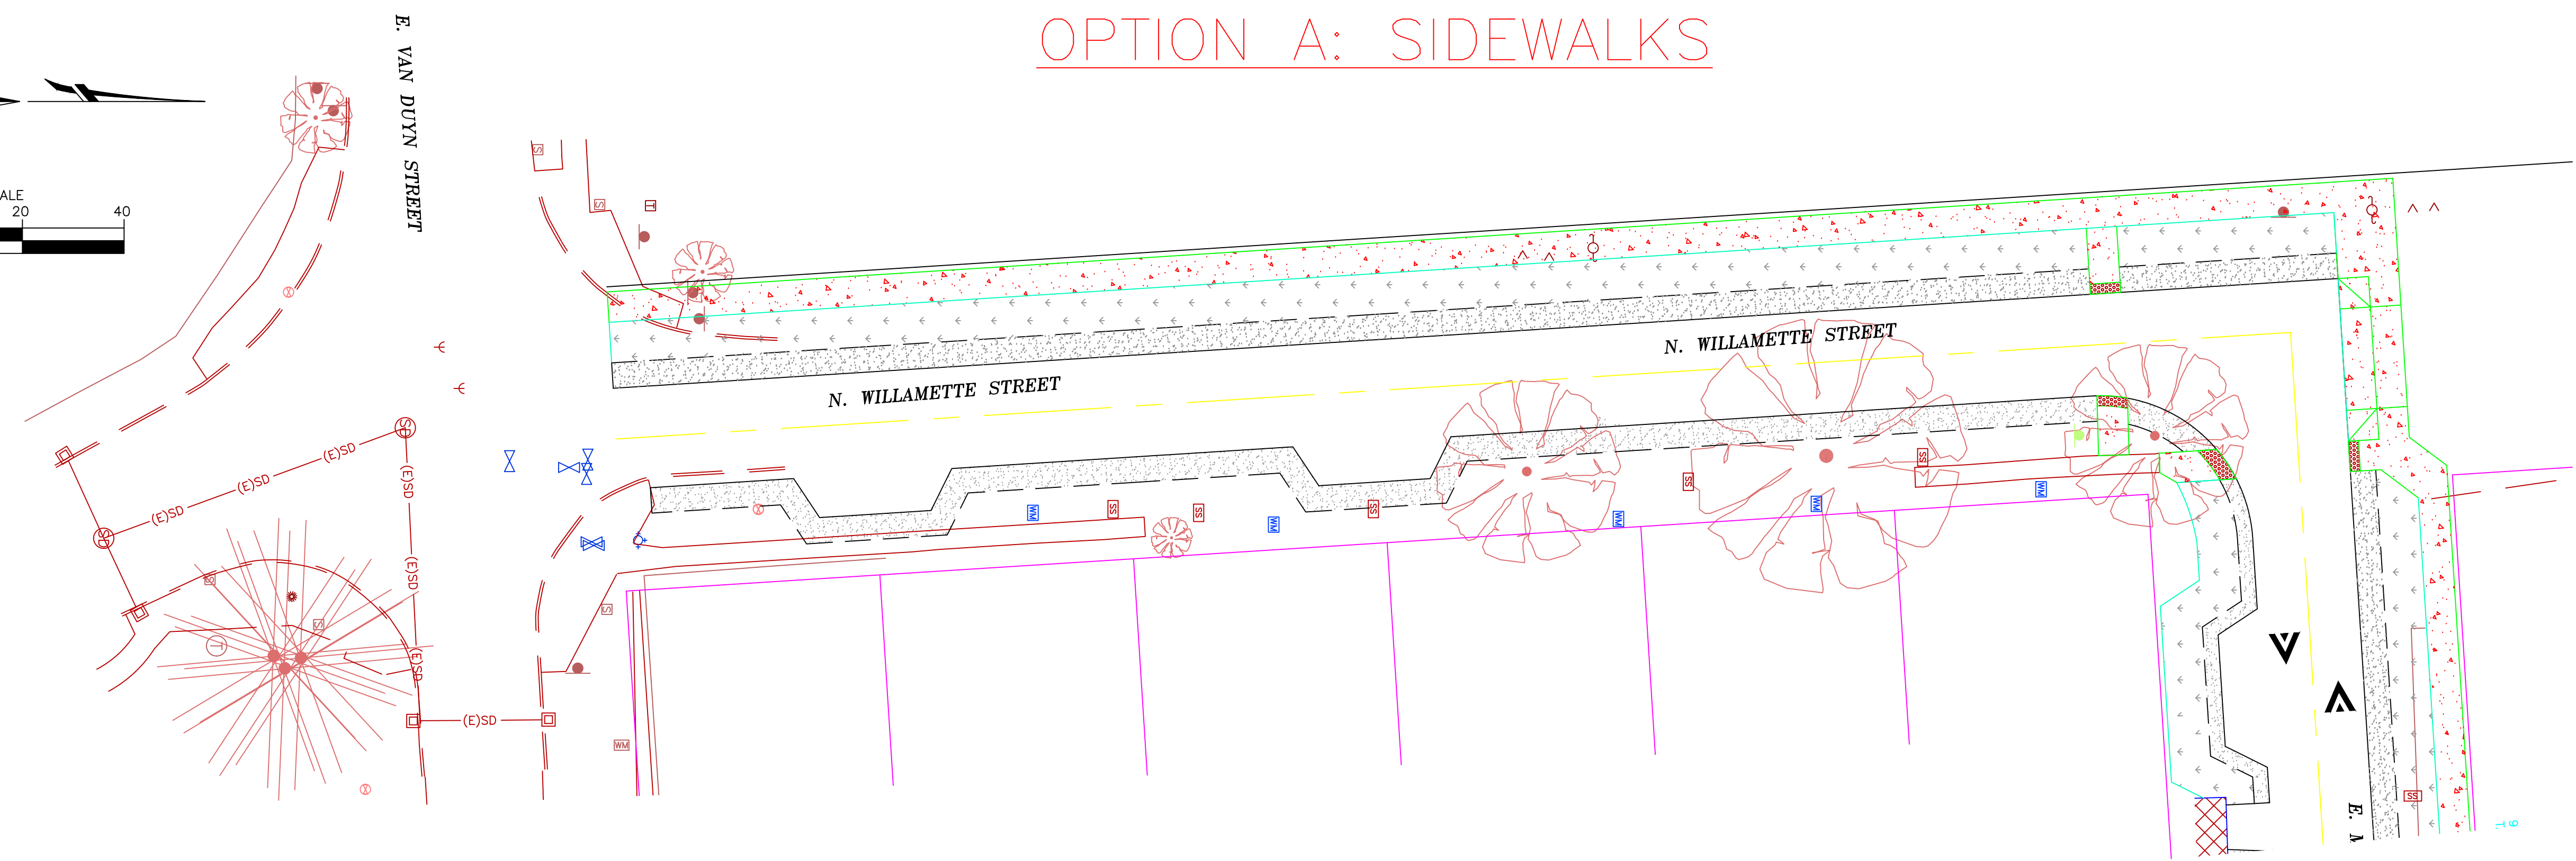 OPTION A: SIDEWALKS
E. VAN DUYN STREET
ALE
20
40
S
S
T
N. WILLAMETTE STREET
N. WILLAMETTE STREET
SD
(E)SD
(E)SD
(E)SD
(E)SD
SD
(E)SD
(E)SD
(E)SD
S
T
S
WM
SS
SS
WM
SS
WM
SS
WM
SS
WM
WM
SS
E.